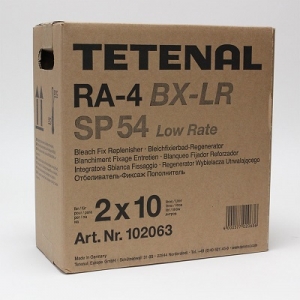 TETENAL
RA-4 BX-LR
SP 54 Low Rate
Bleach Fix Replenisher · Bleichfixierbad-Regenerator
Blanchiment Fixage Entretien · Blanqueo Fijador Reforzador
Integratore Sbianca Fissaggio · Regenerator Wybielacza Utrwalającego
Отбеливатель-Фиксаж Пополнитель
2 x 10
Art. Nr. 102063